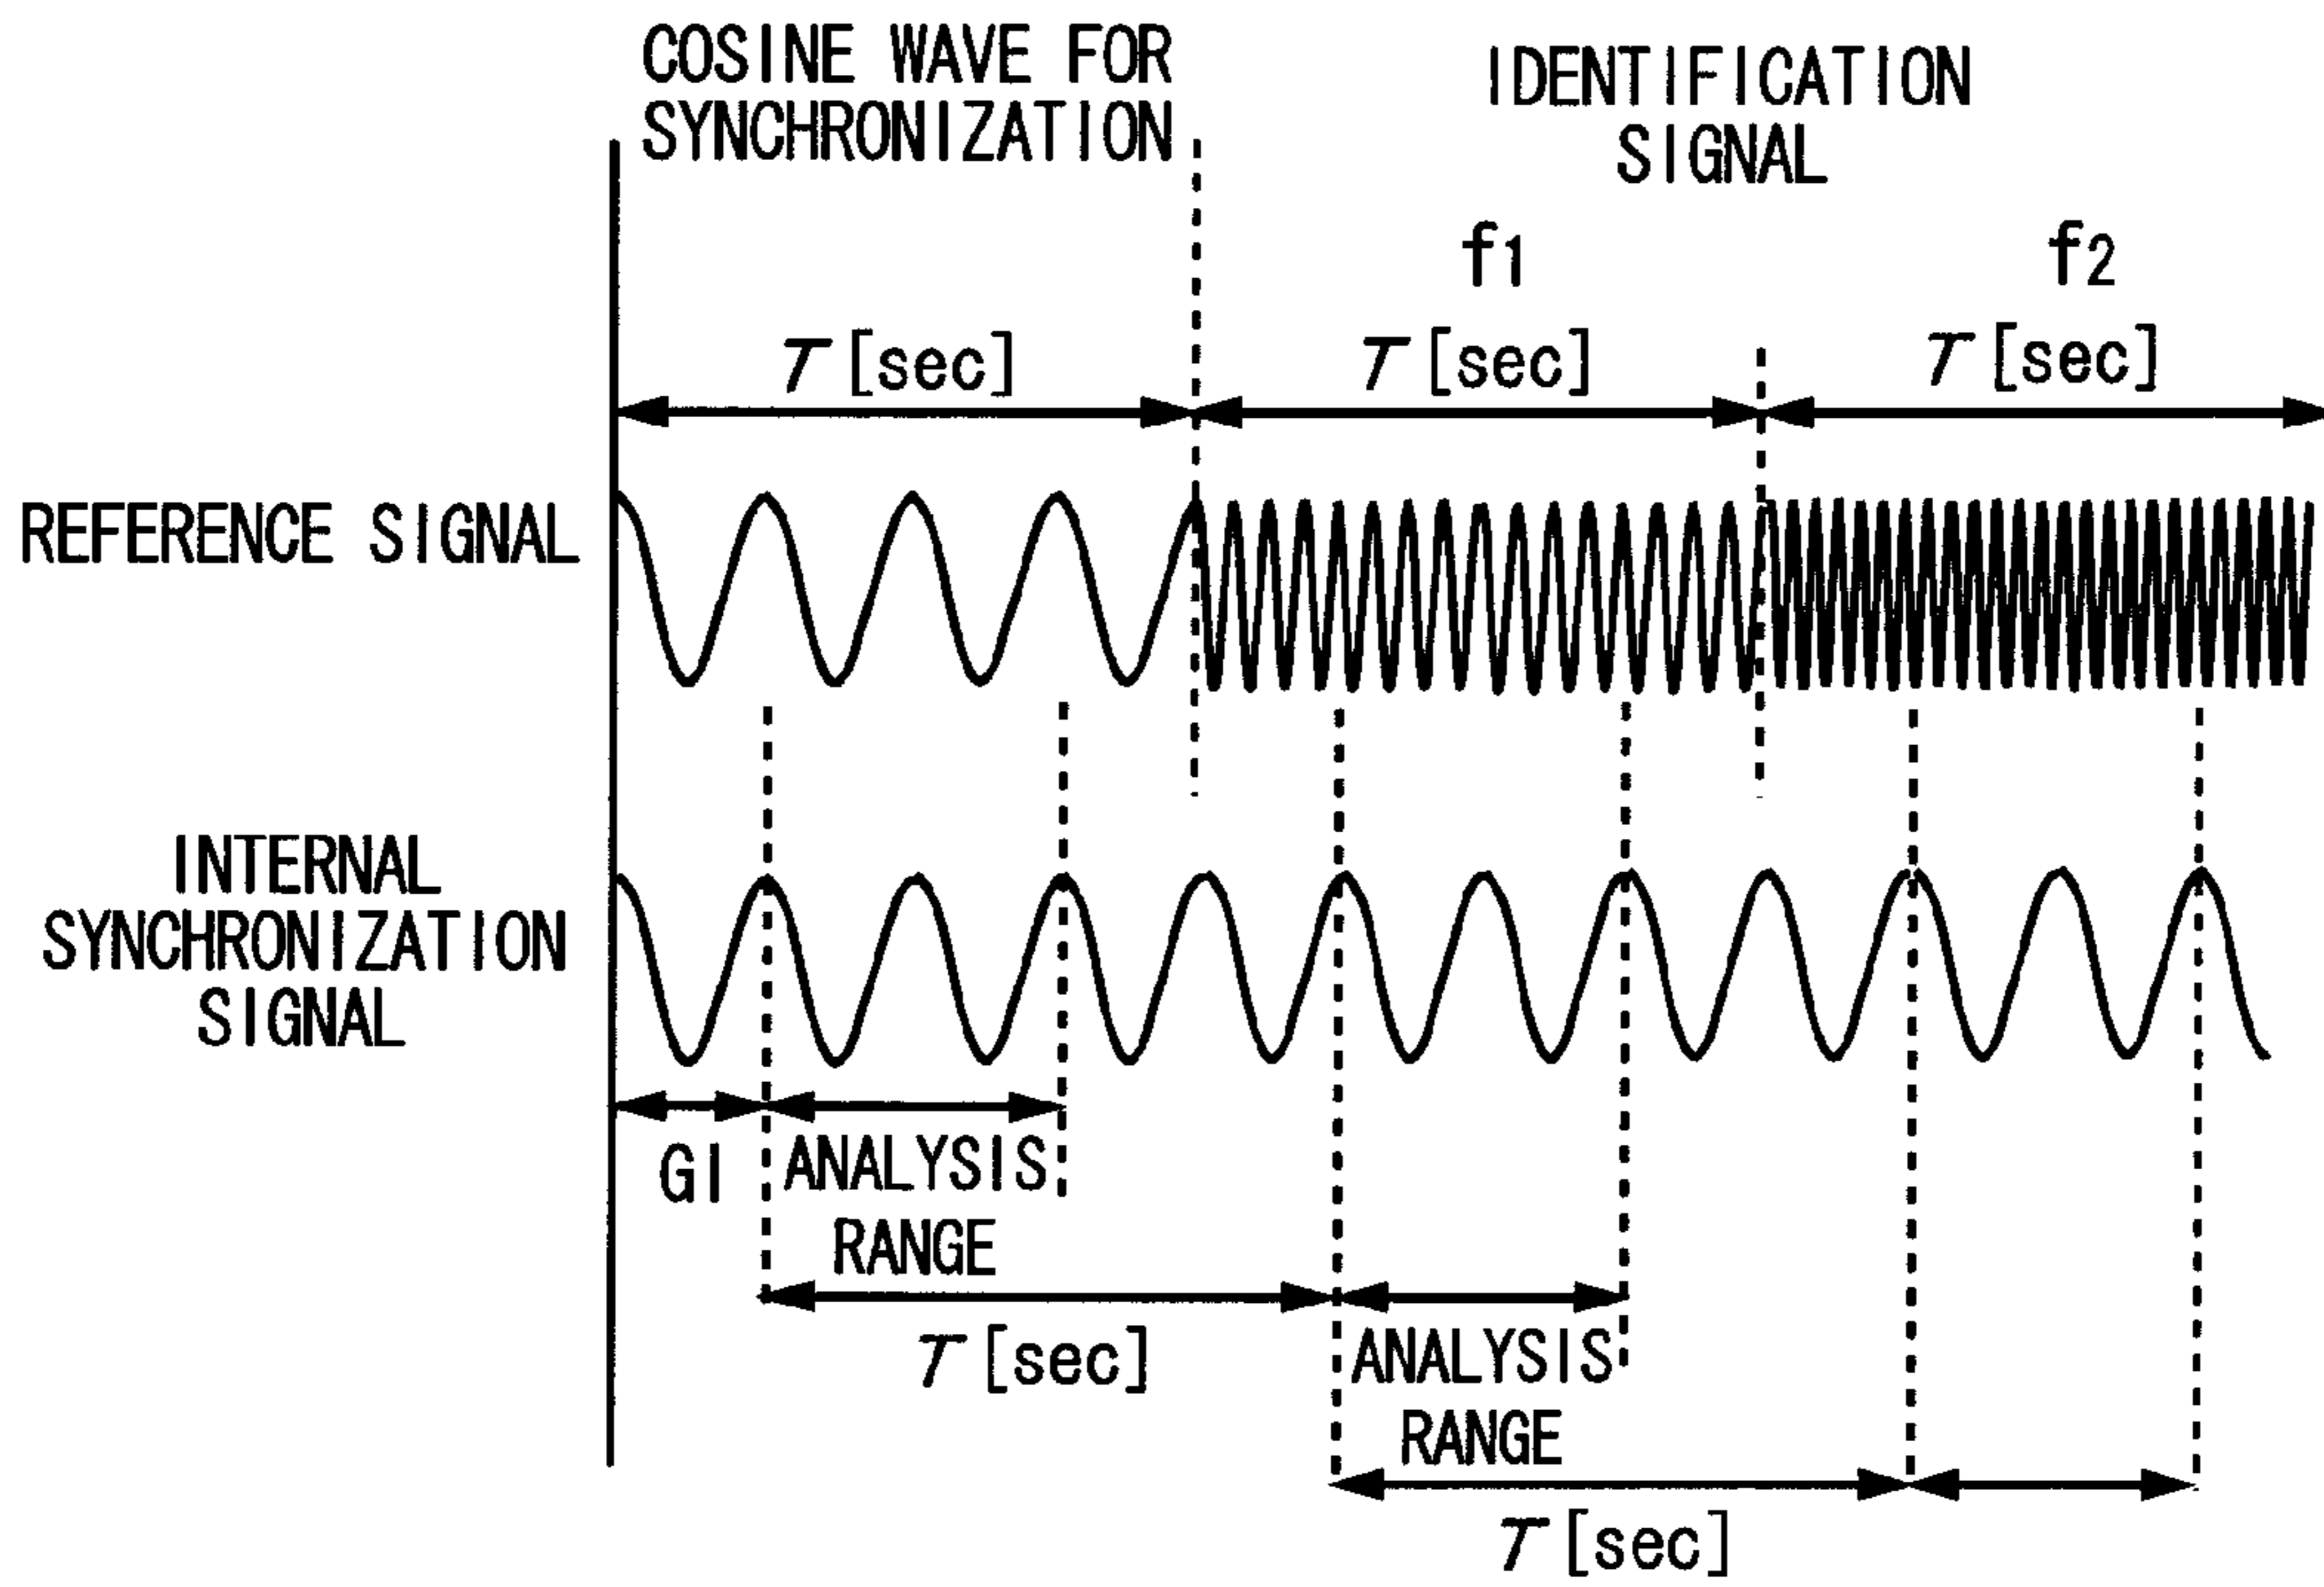 COSINE WAVE FOR
SYNCHRONIZATION
IDENTIFICATION
SIGNAL
f1
f2
T [sec]
T [sec]
T [sec]
REFERENCE SIGNAL
INTERNAL
SYNCHRONIZATION
SIGNAL
GI
ANALYSIS
RANGE
T [sec]
ANALYSIS
RANGE
T [sec]